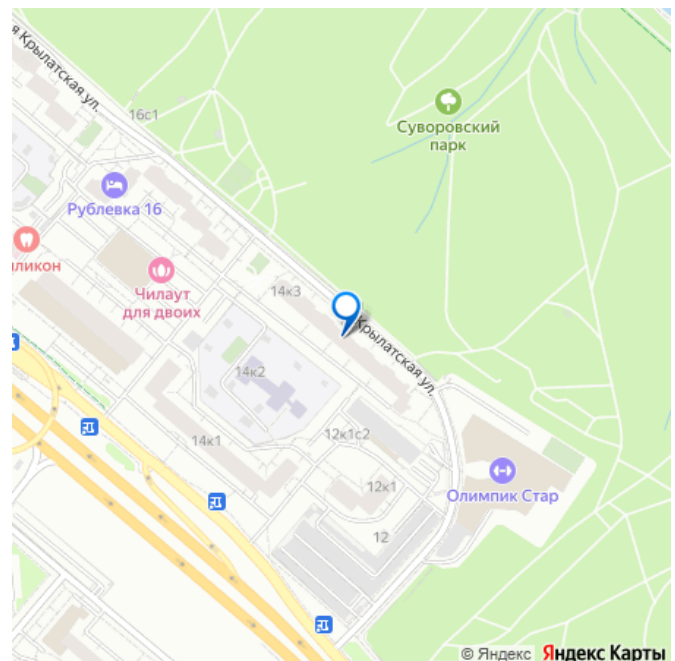 я Крылатская ул.
16с1
Суворовский
парк
Рублевка 16
иликон
Чилаут
для двоих
14к3
Крылатская ул.
14к2
14к1
12к1с2
12к1
Олимпик Стар
12
© Яндекс Яндекс Карты